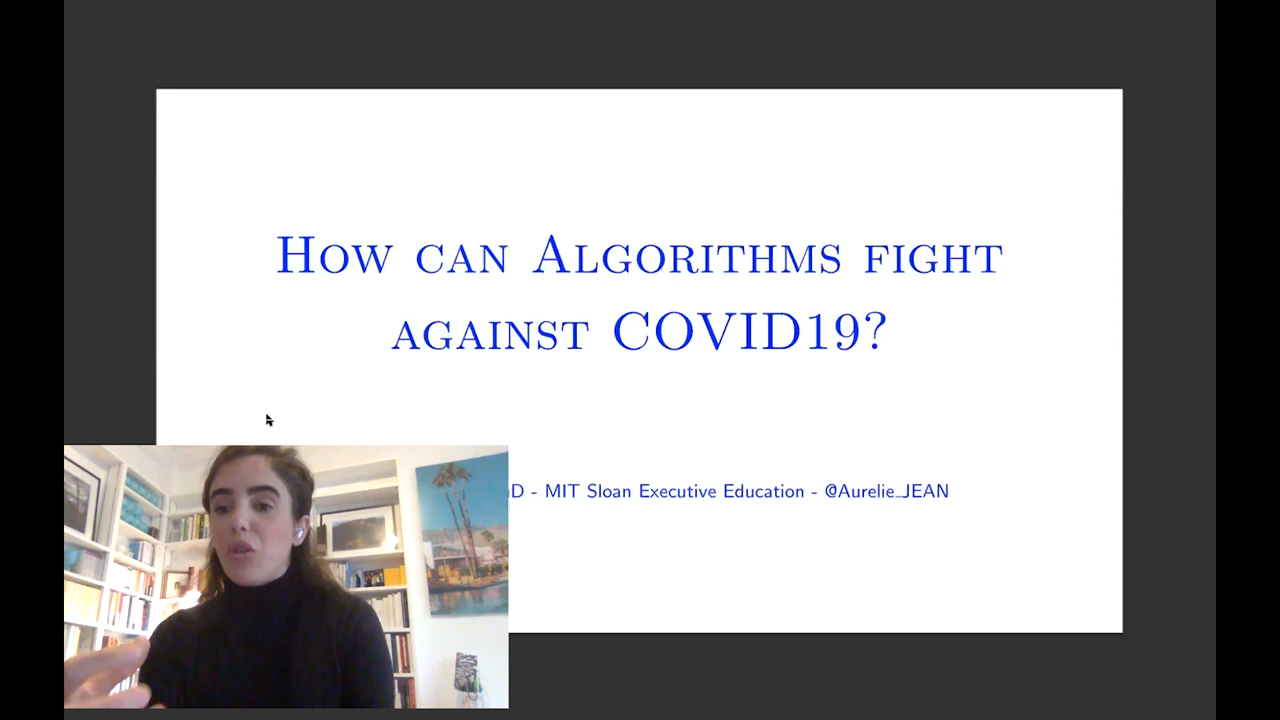 How can Algorithms fight
against COVID19?
D - MIT Sloan Executive Education - @Aurelie_JEAN